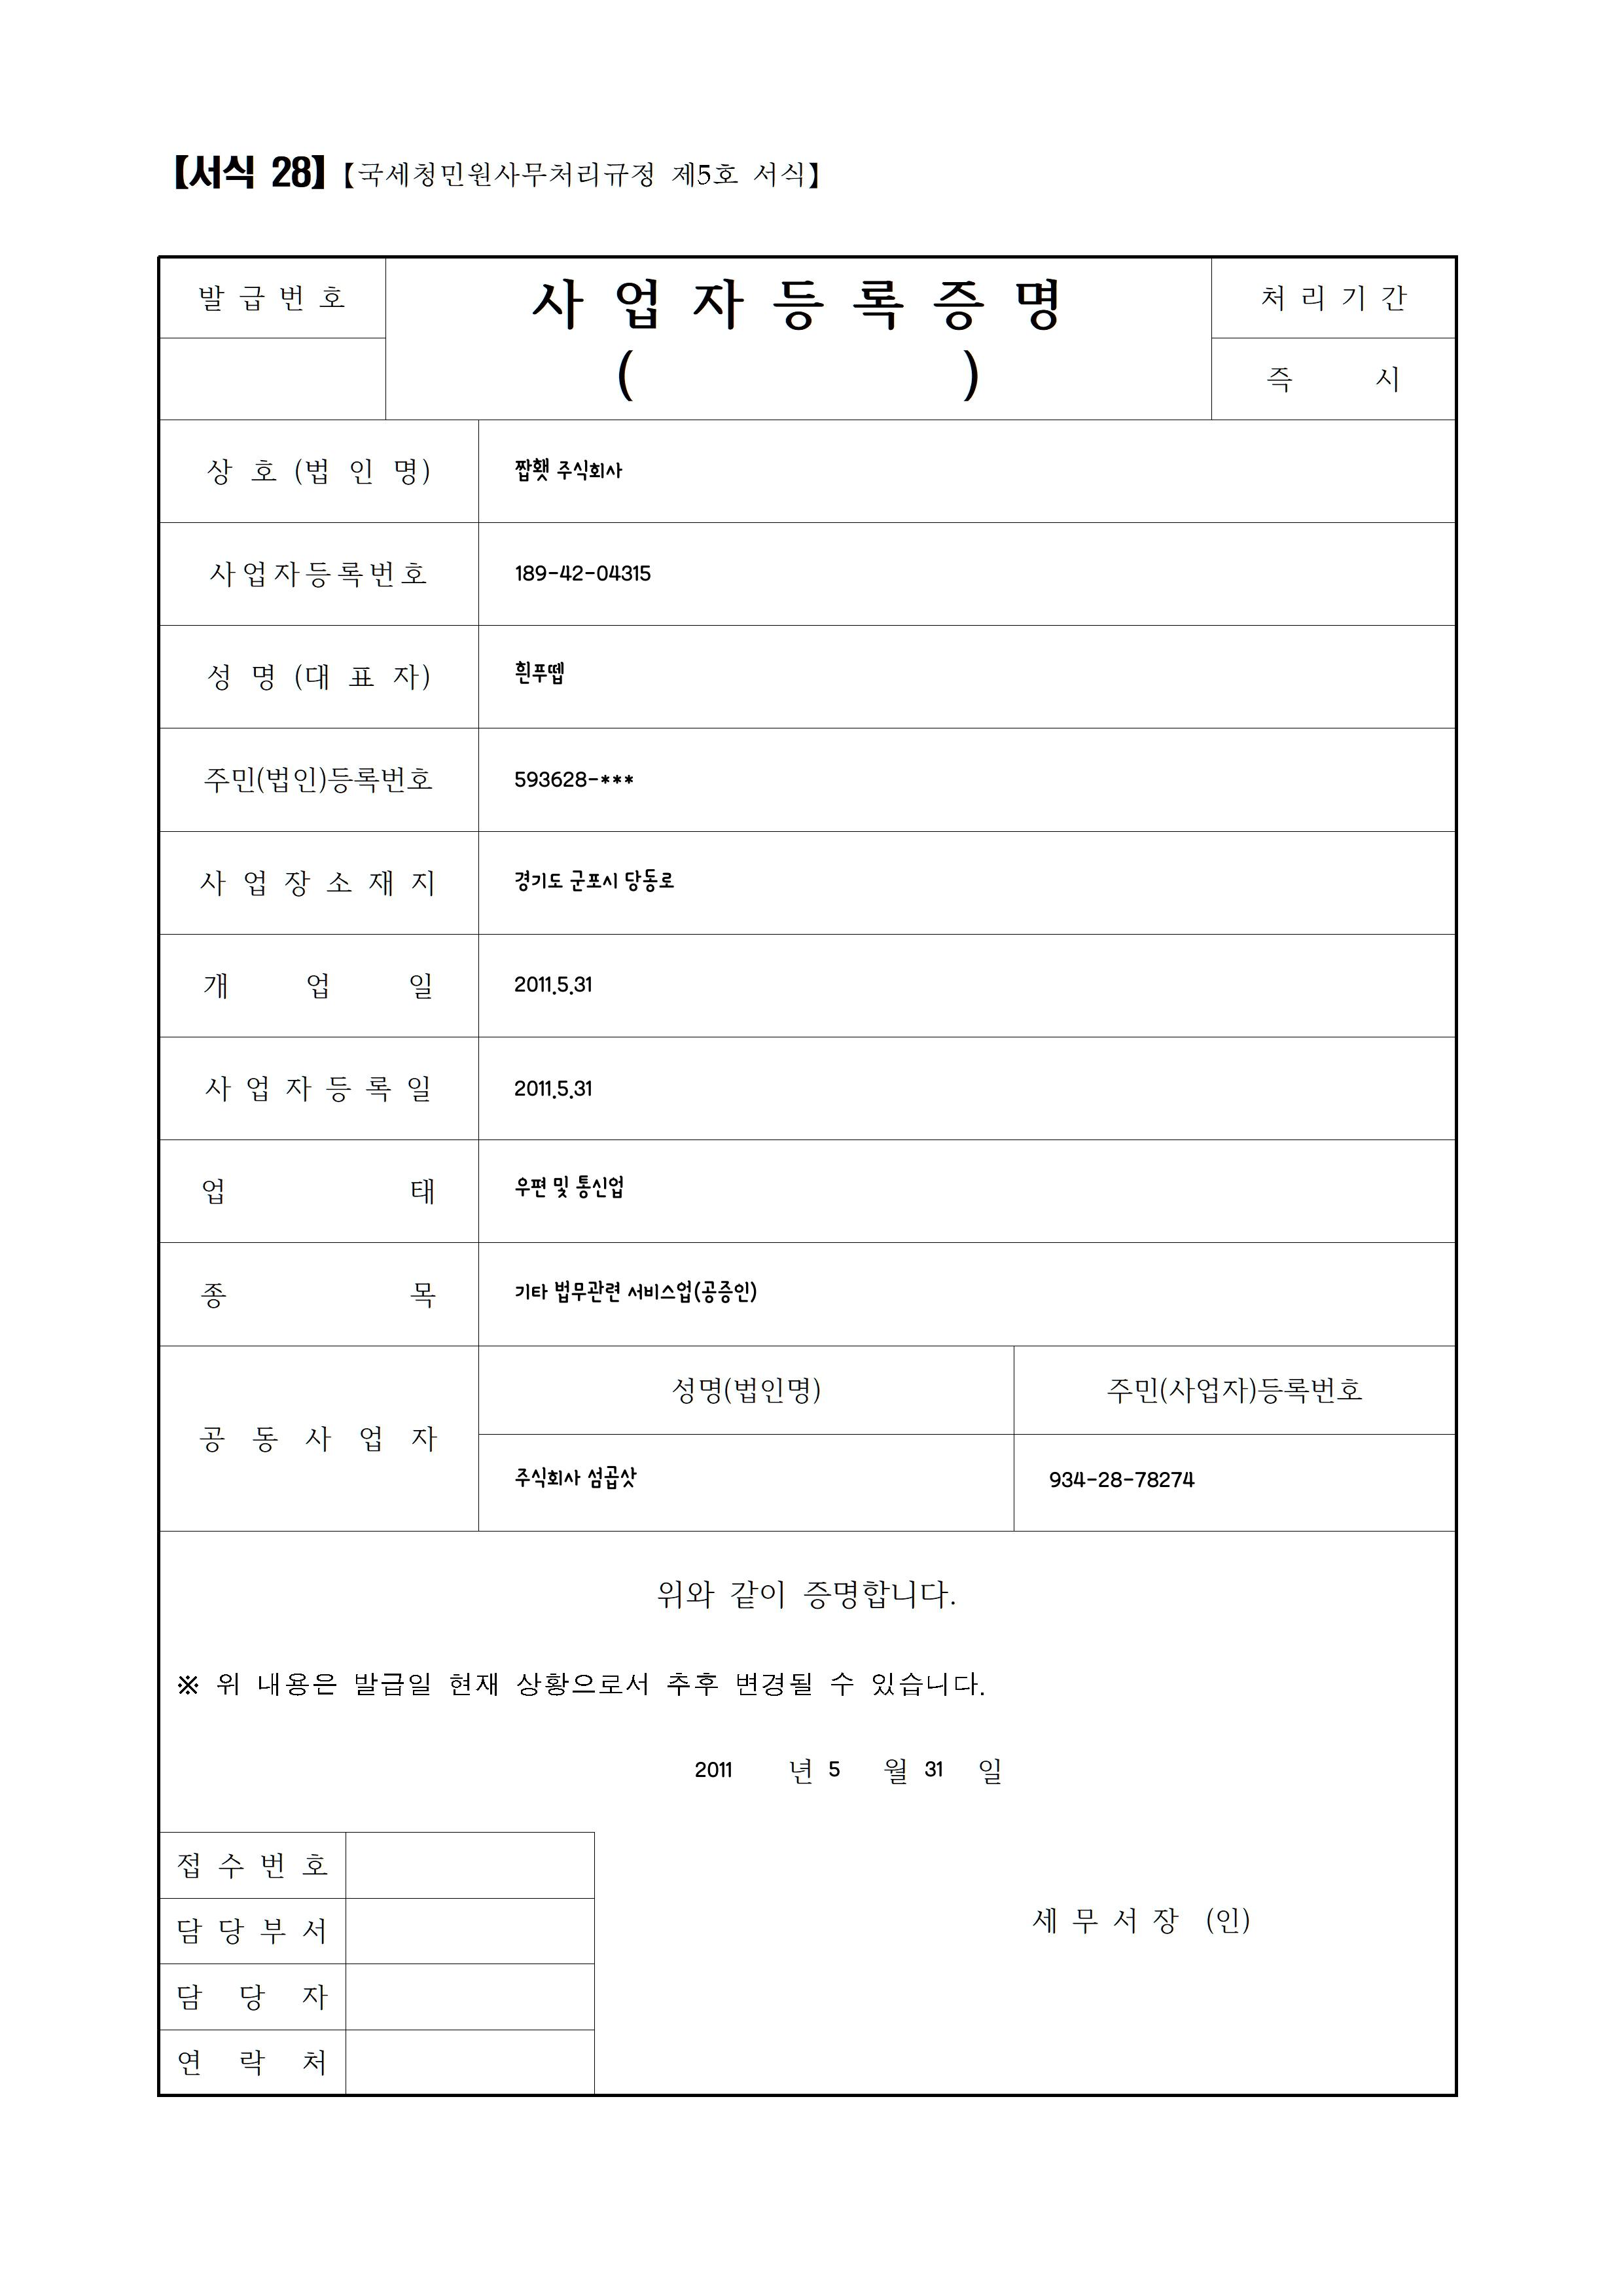 【서식 28】【국세청민원사무처리규정 제5호 서식】
발급번호
사업자등록증명
( )
처리기간
즉시
상호(법인명) 짭홷 주식회사
사업자등록번호 189-42-04315
성명(대표자) 흰푸뗍
주민(법인)등록번호 593628-***
사업장소재지 경기도 군포시 당동로
개업일 2011.5.31
사업자등록일 2011.5.31
업태 우편 및 통신업
종목 기타 법무관련 서비스업(공증인)
공동사업자
성명(법인명) 주민(사업자)등록번호
주식회사 섬곱삿 934-28-78274
위와 같이 증명합니다.
※ 위 내용은 발급일 현재 상황으로서 추후 변경될 수 있습니다.
2011 년 5 월 31 일
접수번호
담당부서
세무서장 (인)
담당자
연락처